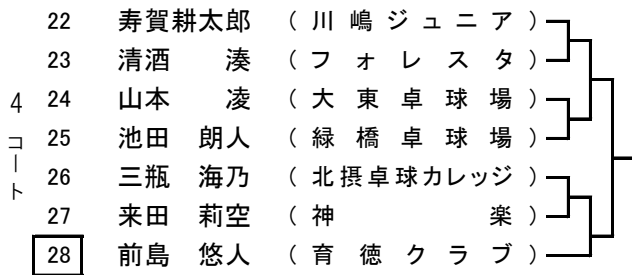 4コート
22 寿賀耕太郎 (川嶋ジュニア)
23 清酒 湊 (フォレスタ)
24 山本 凌 (大東卓球場)
25 池田 朗人 (緑橋卓球場)
26 三瓶 海乃 (北摂卓球カレッジ)
27 来田 莉空 (神楽)
28 前島 悠人 (育徳クラブ)